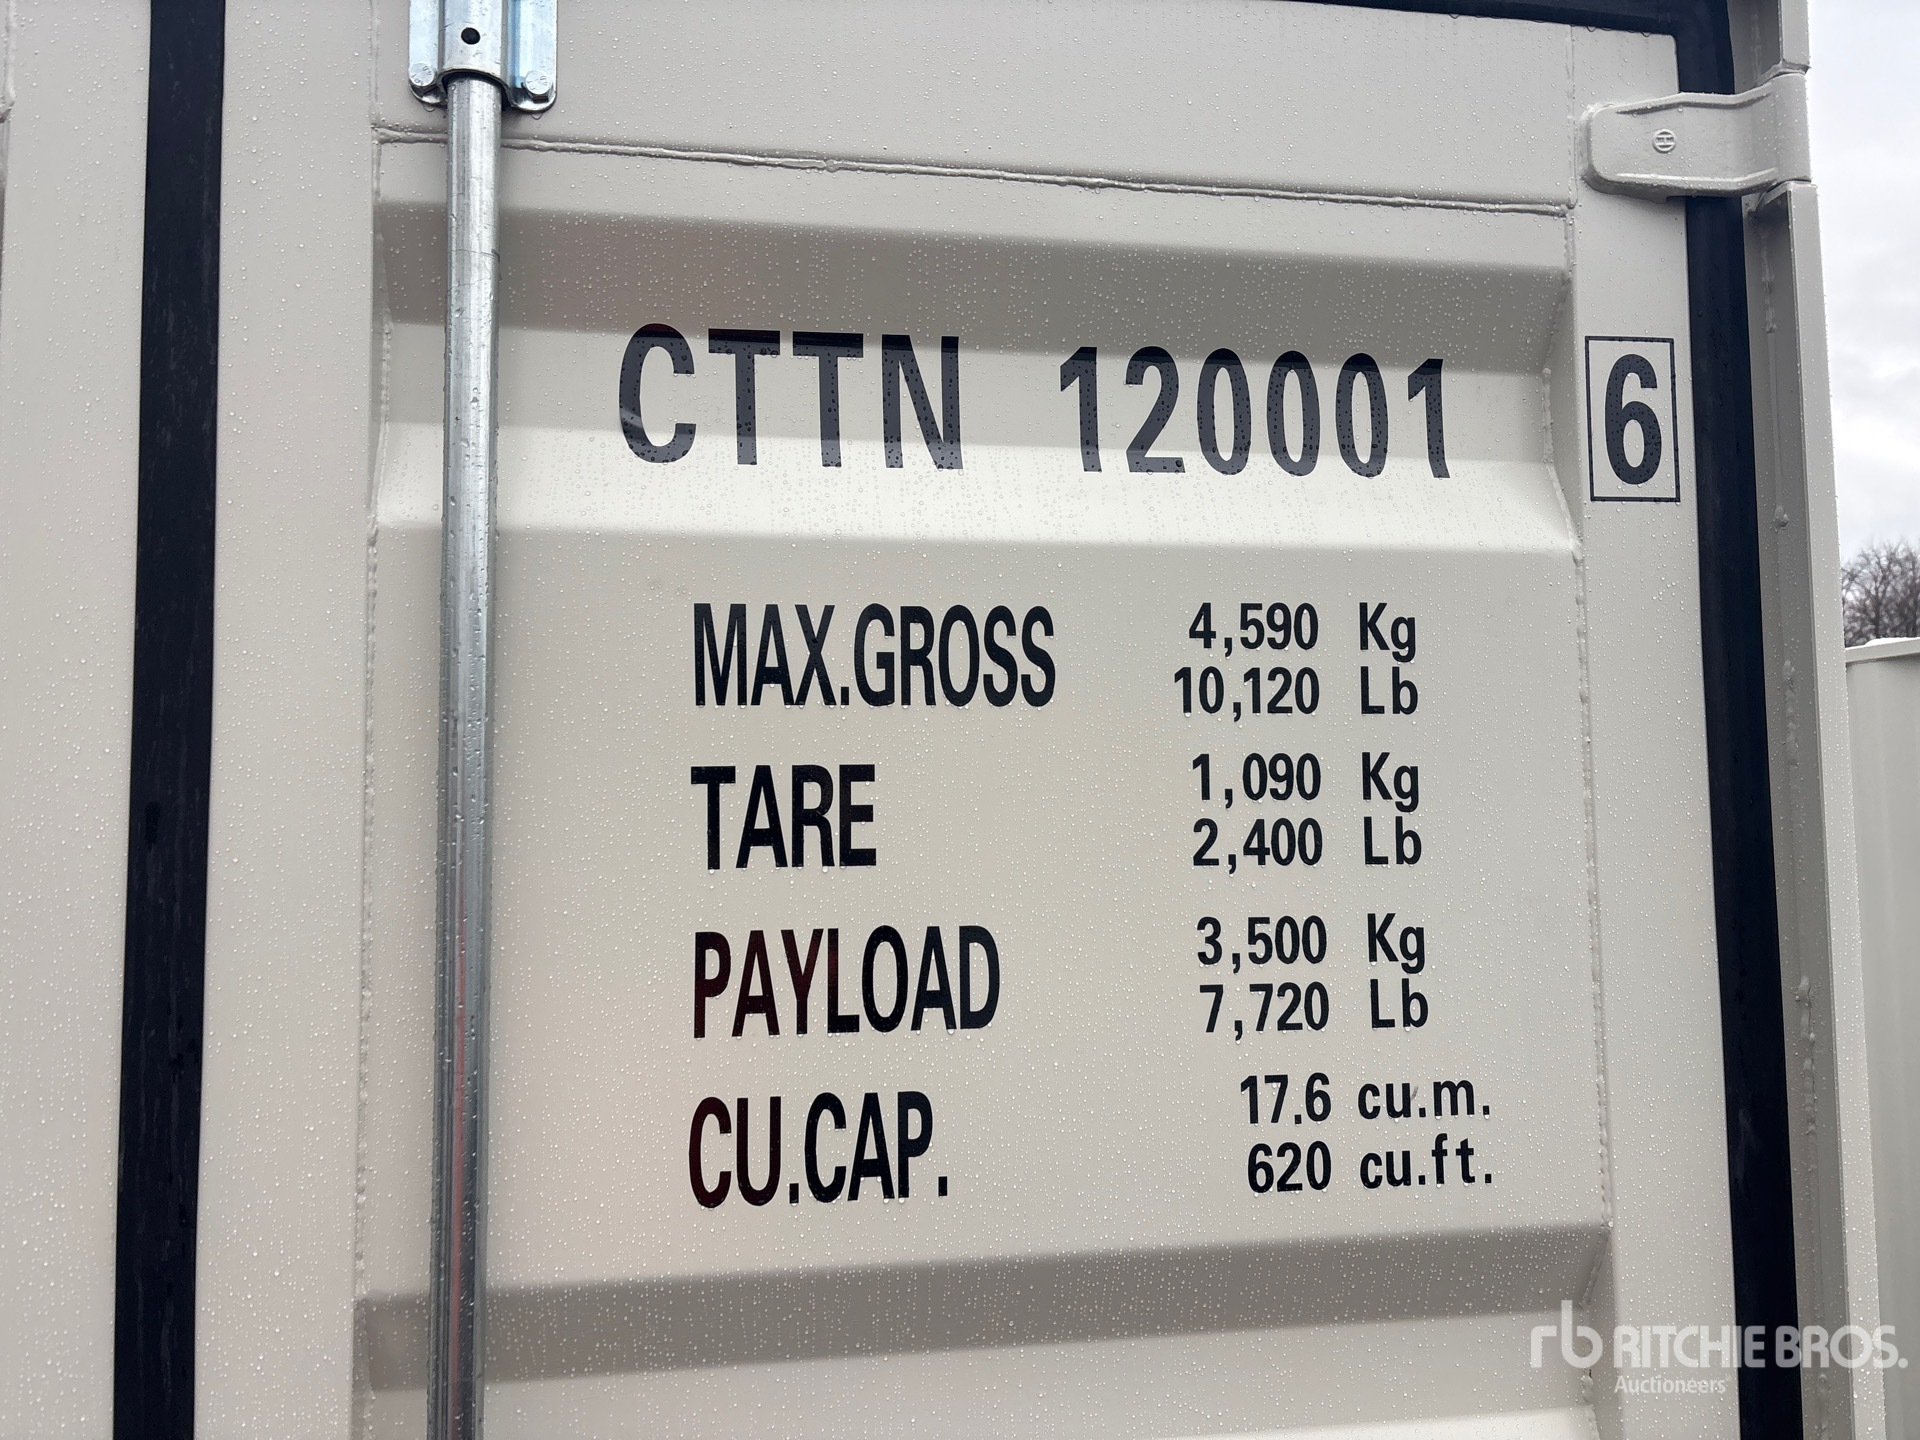 CTTN 120001 6
MAX.GROSS 4,590 Kg
10,120 Lb
TARE 1,090 Kg
2,400 Lb
PAYLOAD 3,500 Kg
7,720 Lb
CU.CAP. 17.6 cu.m.
620 cu.ft.
rb RITCHIE BROS.
Auctioneers